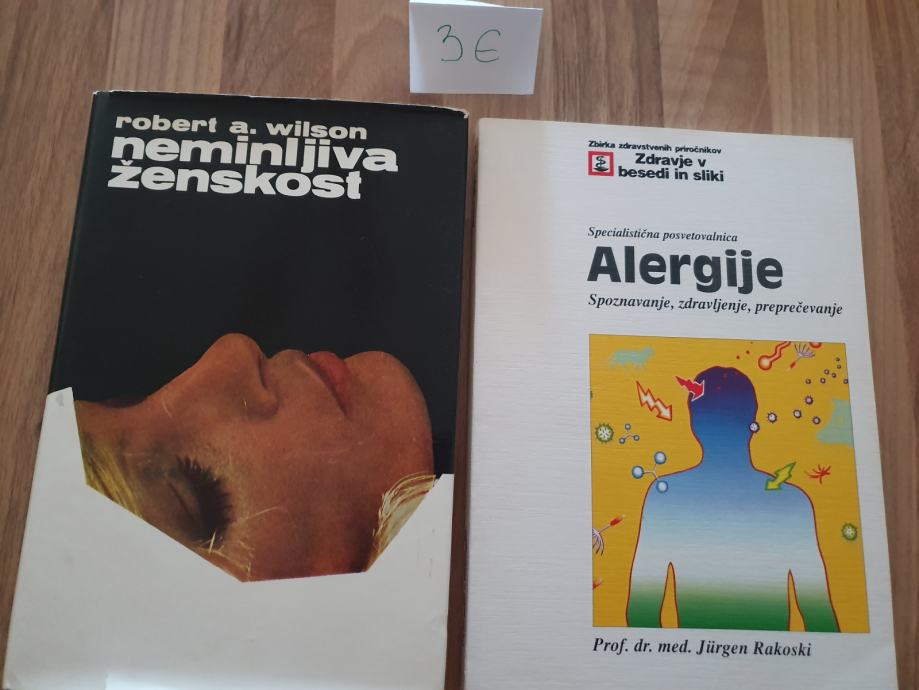 3€
robert a. wilson
neminljiva
ženskost
Zbirka zdravstvenih priročnikov
Zdravje v
besedi in sliki
Specialistična posvetovalnica
Alergije
Spoznavanje, zdravljenje, preprečevanje
Prof. dr. med. Jürgen Rakoski